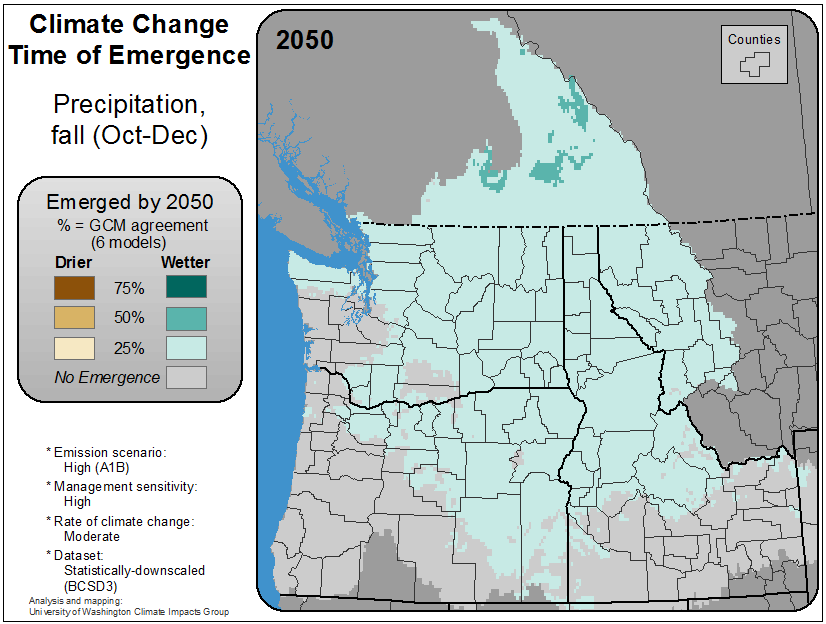 Climate Change
Time of Emergence
Precipitation,
fall (Oct-Dec)
Emerged by 2050
% = GCM agreement
(6 models)
Drier Wetter
75%
50%
25%
No Emergence
* Emission scenario:
High (A1B)
* Management sensitivity:
High
* Rate of climate change:
Moderate
* Dataset:
Statistically-downscaled
(BCSD3)
Analysis and mapping:
University of Washington Climate Impacts Group
2050
Counties